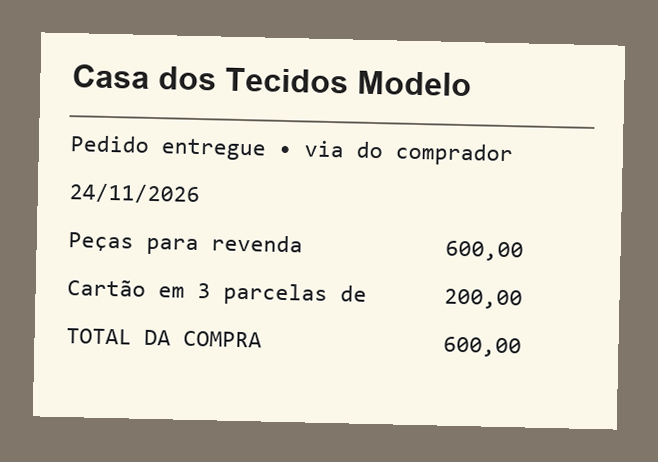 Casa dos Tecidos Modelo
Pedido entregue • via do comprador
24/11/2026
Peças para revenda 600,00
Cartão em 3 parcelas de 200,00
TOTAL DA COMPRA 600,00